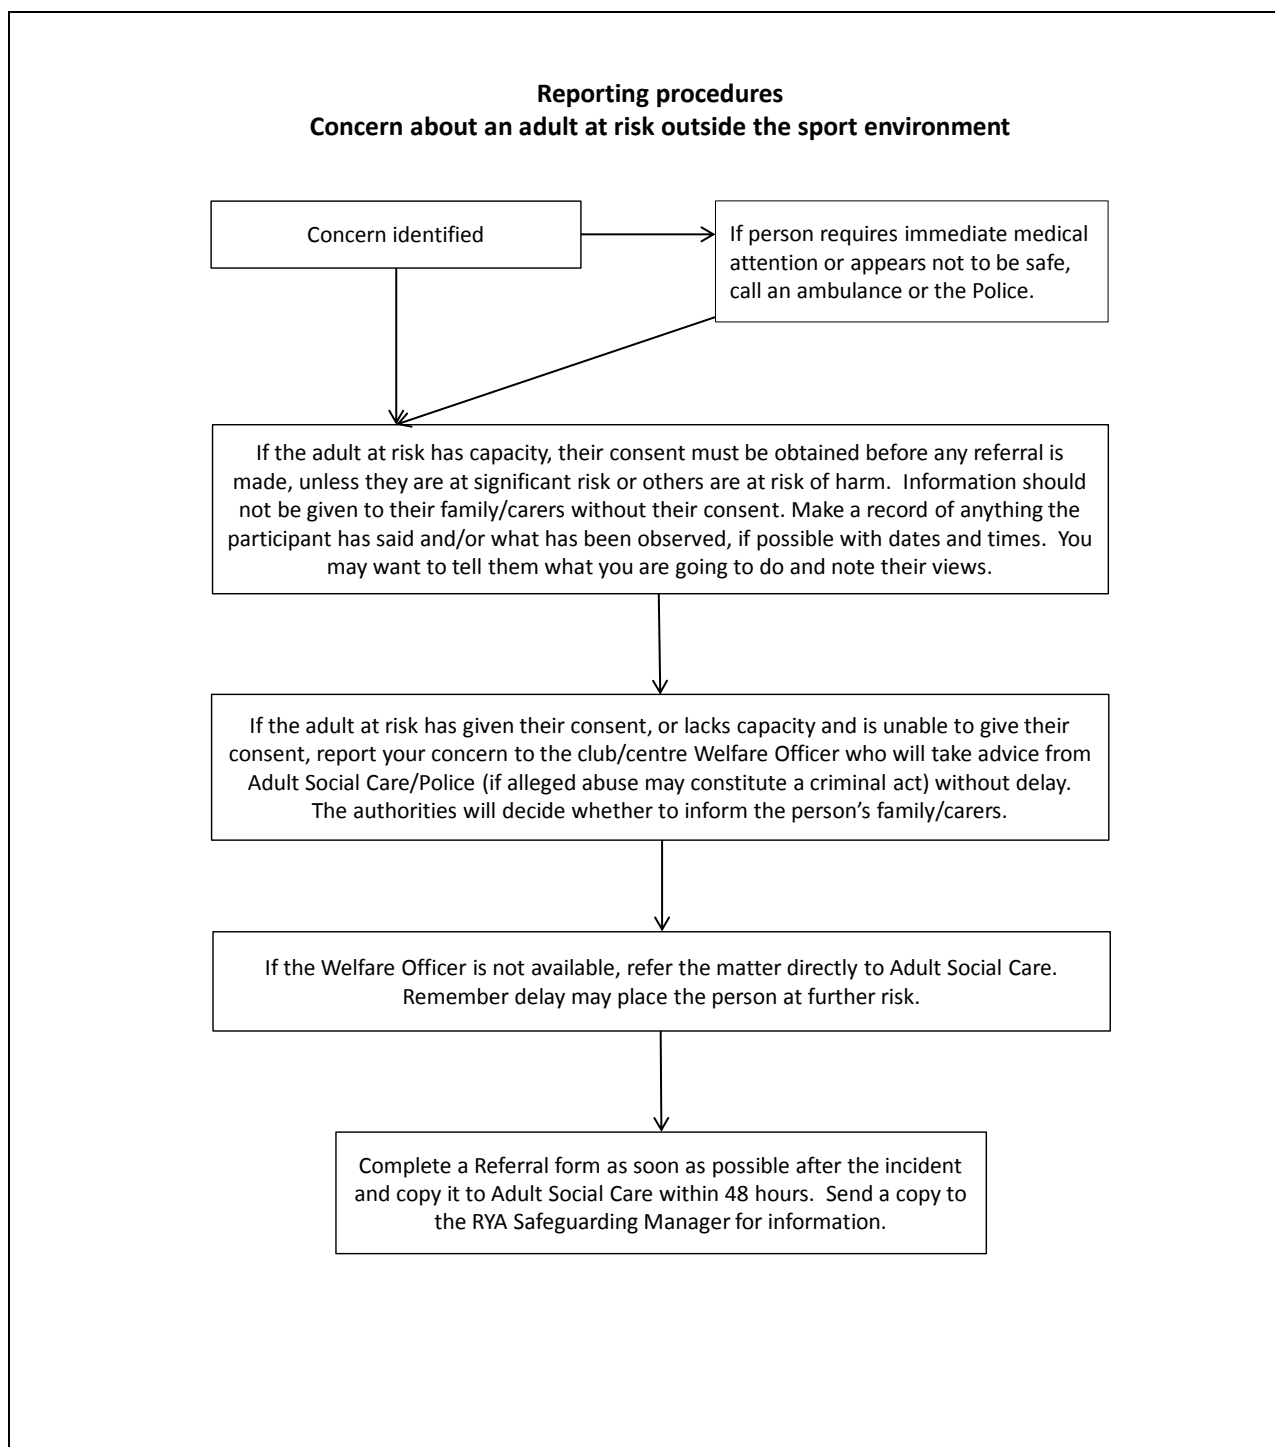 Reporting procedures
Concern about an adult at risk outside the sport environment
Concern identified
If person requires immediate medical
attention or appears not to be safe,
call an ambulance or the Police.
If the adult at risk has capacity, their consent must be obtained before any referral is
made, unless they are at significant risk or others are at risk of harm.  Information should
not be given to their family/carers without their consent. Make a record of anything the
participant has said and/or what has been observed, if possible with dates and times.  You
may want to tell them what you are going to do and note their views.
If the adult at risk has given their consent, or lacks capacity and is unable to give their
consent, report your concern to the club/centre Welfare Officer who will take advice from
Adult Social Care/Police (if alleged abuse may constitute a criminal act) without delay.
The authorities will decide whether to inform the person’s family/carers.
If the Welfare Officer is not available, refer the matter directly to Adult Social Care.
Remember delay may place the person at further risk.
Complete a Referral form as soon as possible after the incident
and copy it to Adult Social Care within 48 hours.  Send a copy to
the RYA Safeguarding Manager for information.